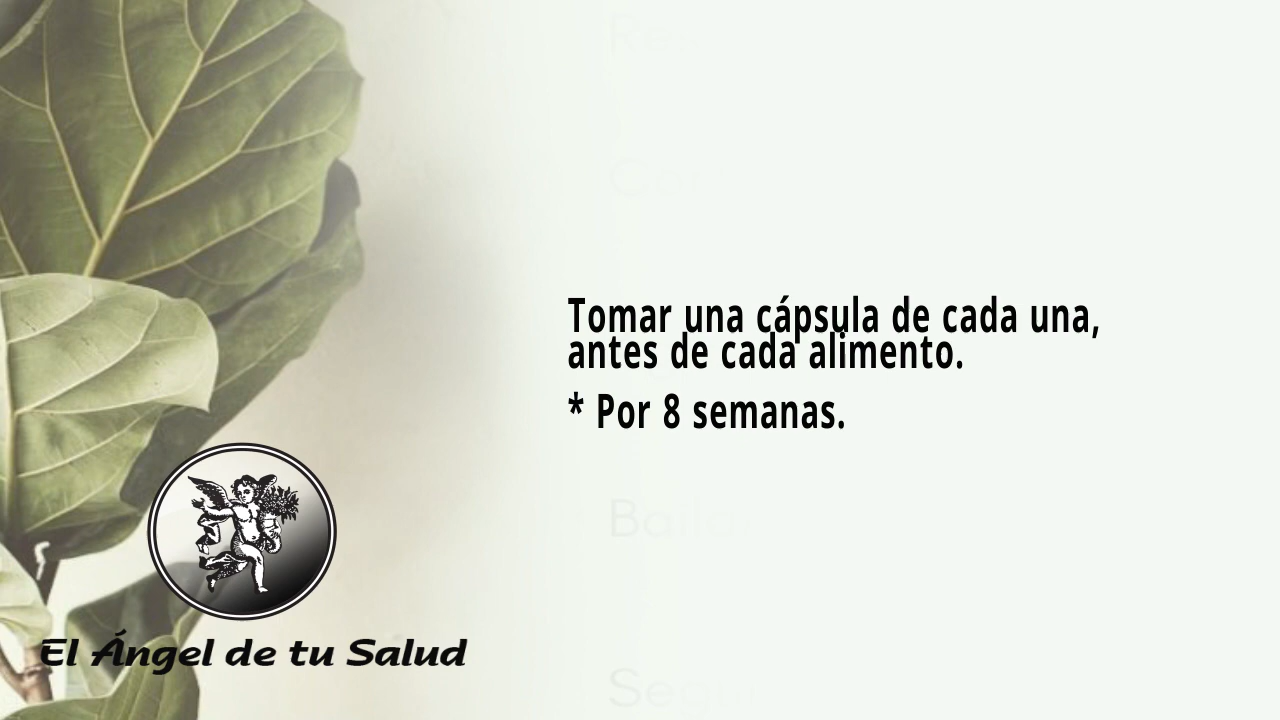 Tomar una cápsula de cada una,
antes de cada alimento.
* Por 8 semanas.
El Ángel de tu Salud